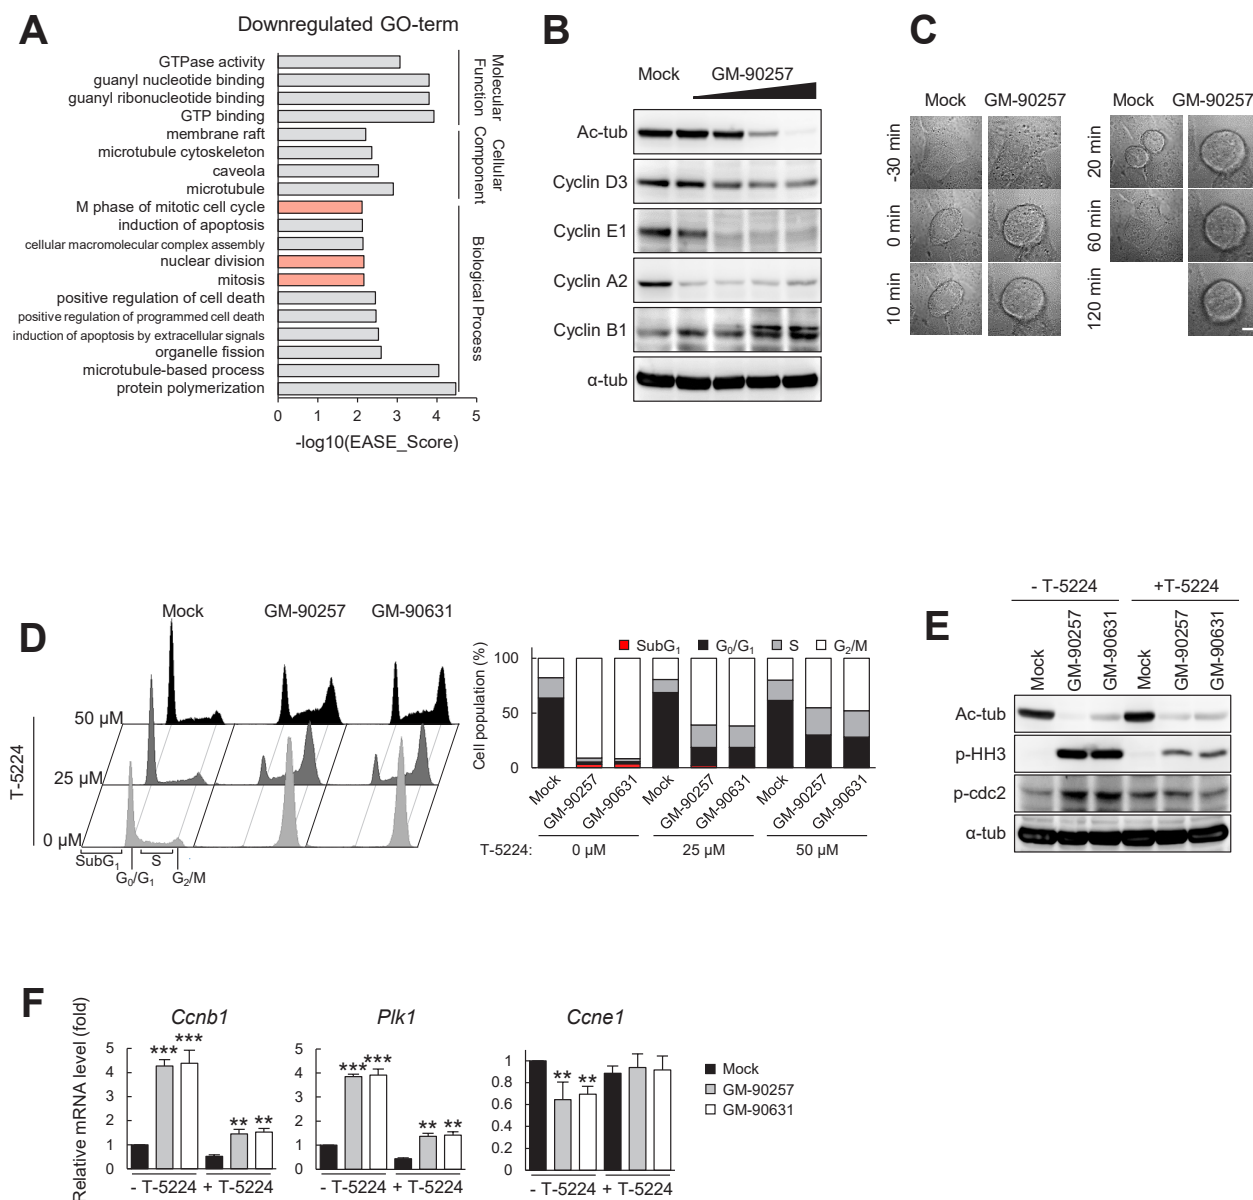 A
Downregulated GO-term
GTPase activity
guanyl nucleotide binding
guanyl ribonucleotide binding
GTP binding
membrane raft
microtubule cytoskeleton
caveola
microtubule
M phase of mitotic cell cycle
induction of apoptosis
cellular macromolecular complex assembly
nuclear division
mitosis
positive regulation of cell death
positive regulation of programmed cell death
induction of apoptosis by extracellular signals
organelle fission
microtubule-based process
protein polymerization
Molecular
Function
Cellular
Component
Biological Process
0 1 2 3 4 5
-log10(EASE_Score)
B
Mock GM-90257
Ac-tub
Cyclin D3
Cyclin E1
Cyclin A2
Cyclin B1
α-tub
C
Mock GM-90257 Mock GM-90257
-30 min
0 min
10 min
20 min
60 min
120 min
D
Mock GM-90257 GM-90631
T-5224
50 μM
25 μM
0 μM
SubG1 S
G0/G1 G2/M
SubG1 G0/G1 S G2/M
Cell population (%)
100
50
0
Mock
GM-90257
GM-90631
Mock
GM-90257
GM-90631
Mock
GM-90257
GM-90631
T-5224: 0 μM 25 μM 50 μM
E
- T-5224 +T-5224
Mock
GM-90257
GM-90631
Mock
GM-90257
GM-90631
Ac-tub
p-HH3
p-cdc2
α-tub
F
Relative mRNA level (fold)
Ccnb1
5
4
3
2
1
0
*** ***
** **
- T-5224 + T-5224
Plk1
5
4
3
2
1
0
*** ***
** **
- T-5224 + T-5224
Ccne1
1
0.8
0.6
0.4
0.2
0
** **
- T-5224 + T-5224
Mock
GM-90257
GM-90631